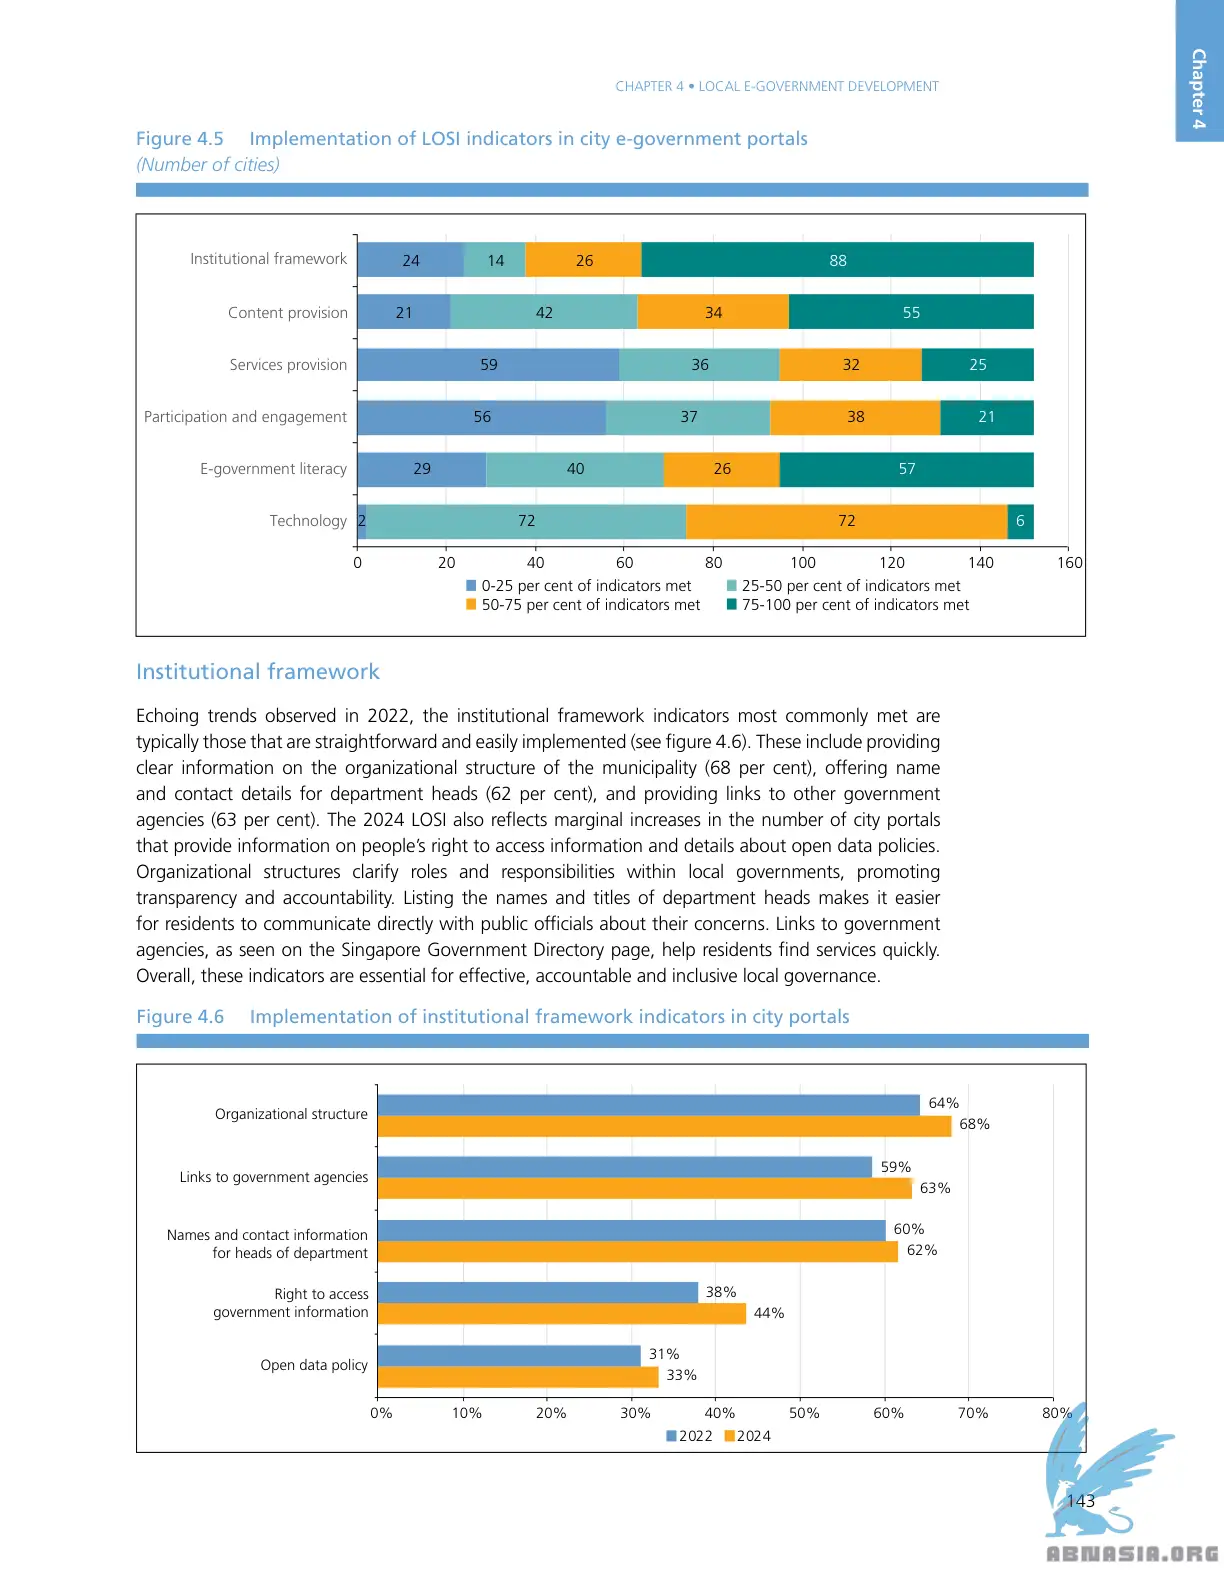 Chapter 4
CHAPTER 4 • LOCAL E-GOVERNMENT DEVELOPMENT
Figure 4.5 Implementation of LOSI indicators in city e-government portals
(Number of cities)
Institutional framework 24 14 26 88
Content provision 21 42 34 55
Services provision 59 36 32 25
Participation and engagement 56 37 38 21
E-government literacy 29 40 26 57
Technology 2 72 72 6
0 20 40 60 80 100 120 140 160
0-25 per cent of indicators met 25-50 per cent of indicators met
50-75 per cent of indicators met 75-100 per cent of indicators met
Institutional framework
Echoing trends observed in 2022, the institutional framework indicators most commonly met are
typically those that are straightforward and easily implemented (see figure 4.6). These include providing
clear information on the organizational structure of the municipality (68 per cent), offering name
and contact details for department heads (62 per cent), and providing links to other government
agencies (63 per cent). The 2024 LOSI also reflects marginal increases in the number of city portals
that provide information on people’s right to access information and details about open data policies.
Organizational structures clarify roles and responsibilities within local governments, promoting
transparency and accountability. Listing the names and titles of department heads makes it easier
for residents to communicate directly with public officials about their concerns. Links to government
agencies, as seen on the Singapore Government Directory page, help residents find services quickly.
Overall, these indicators are essential for effective, accountable and inclusive local governance.
Figure 4.6 Implementation of institutional framework indicators in city portals
64%
Organizational structure
68%
59%
Links to government agencies
63%
60%
Names and contact information
for heads of department
62%
38%
Right to access
government information
44%
31%
Open data policy
33%
0% 10% 20% 30% 40% 50% 60% 70% 80%
2022 2024
143
ABNASIA.ORG